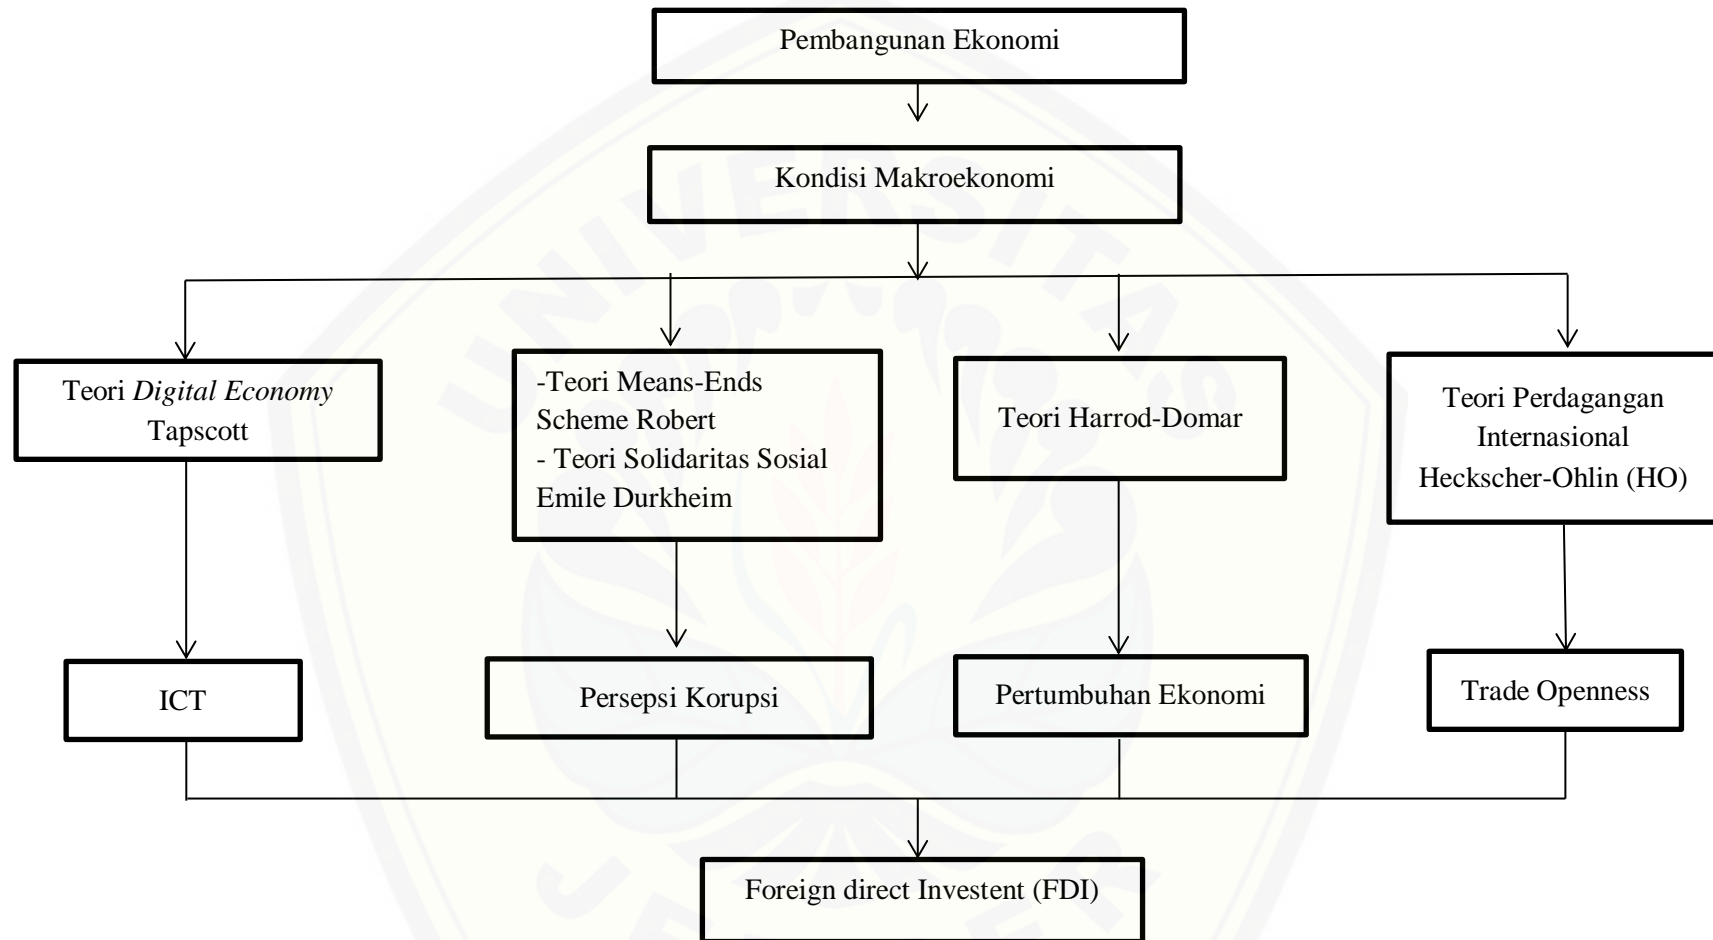 Pembangunan Ekonomi
Kondisi Makroekonomi
Teori Digital Economy
Tapscott
-Teori Means-Ends
Scheme Robert
- Teori Solidaritas Sosial
Emile Durkheim
Teori Harrod-Domar
Teori Perdagangan
Internasional
Heckscher-Ohlin (HO)
ICT
Persepsi Korupsi
Pertumbuhan Ekonomi
Trade Openness
Foreign direct Investent (FDI)
UNIVERSITAS